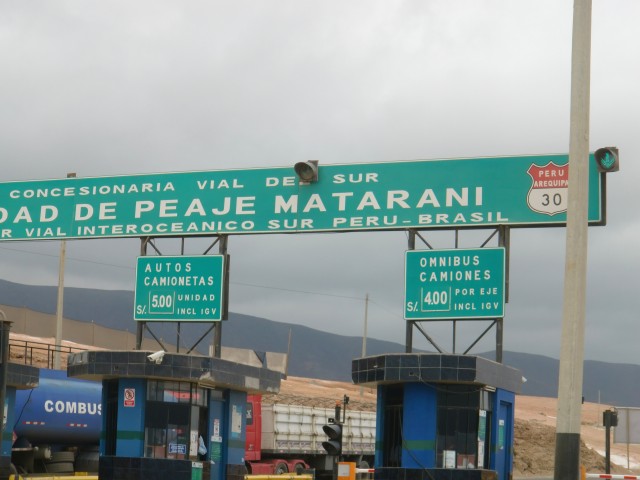 CONCESIONARIA VIAL DEL SUR
DAD DE PEAJE MATARANI
R VIAL INTEROCEANICO SUR PERU-BRASIL
PERU
AREQUIPA
30
AUTOS
CAMIONETAS
S/. 5.00 UNIDAD
INCL IGV
OMNIBUS
CAMIONES
S/. 4.00 POR EJE
INCL IGV
COMBUS